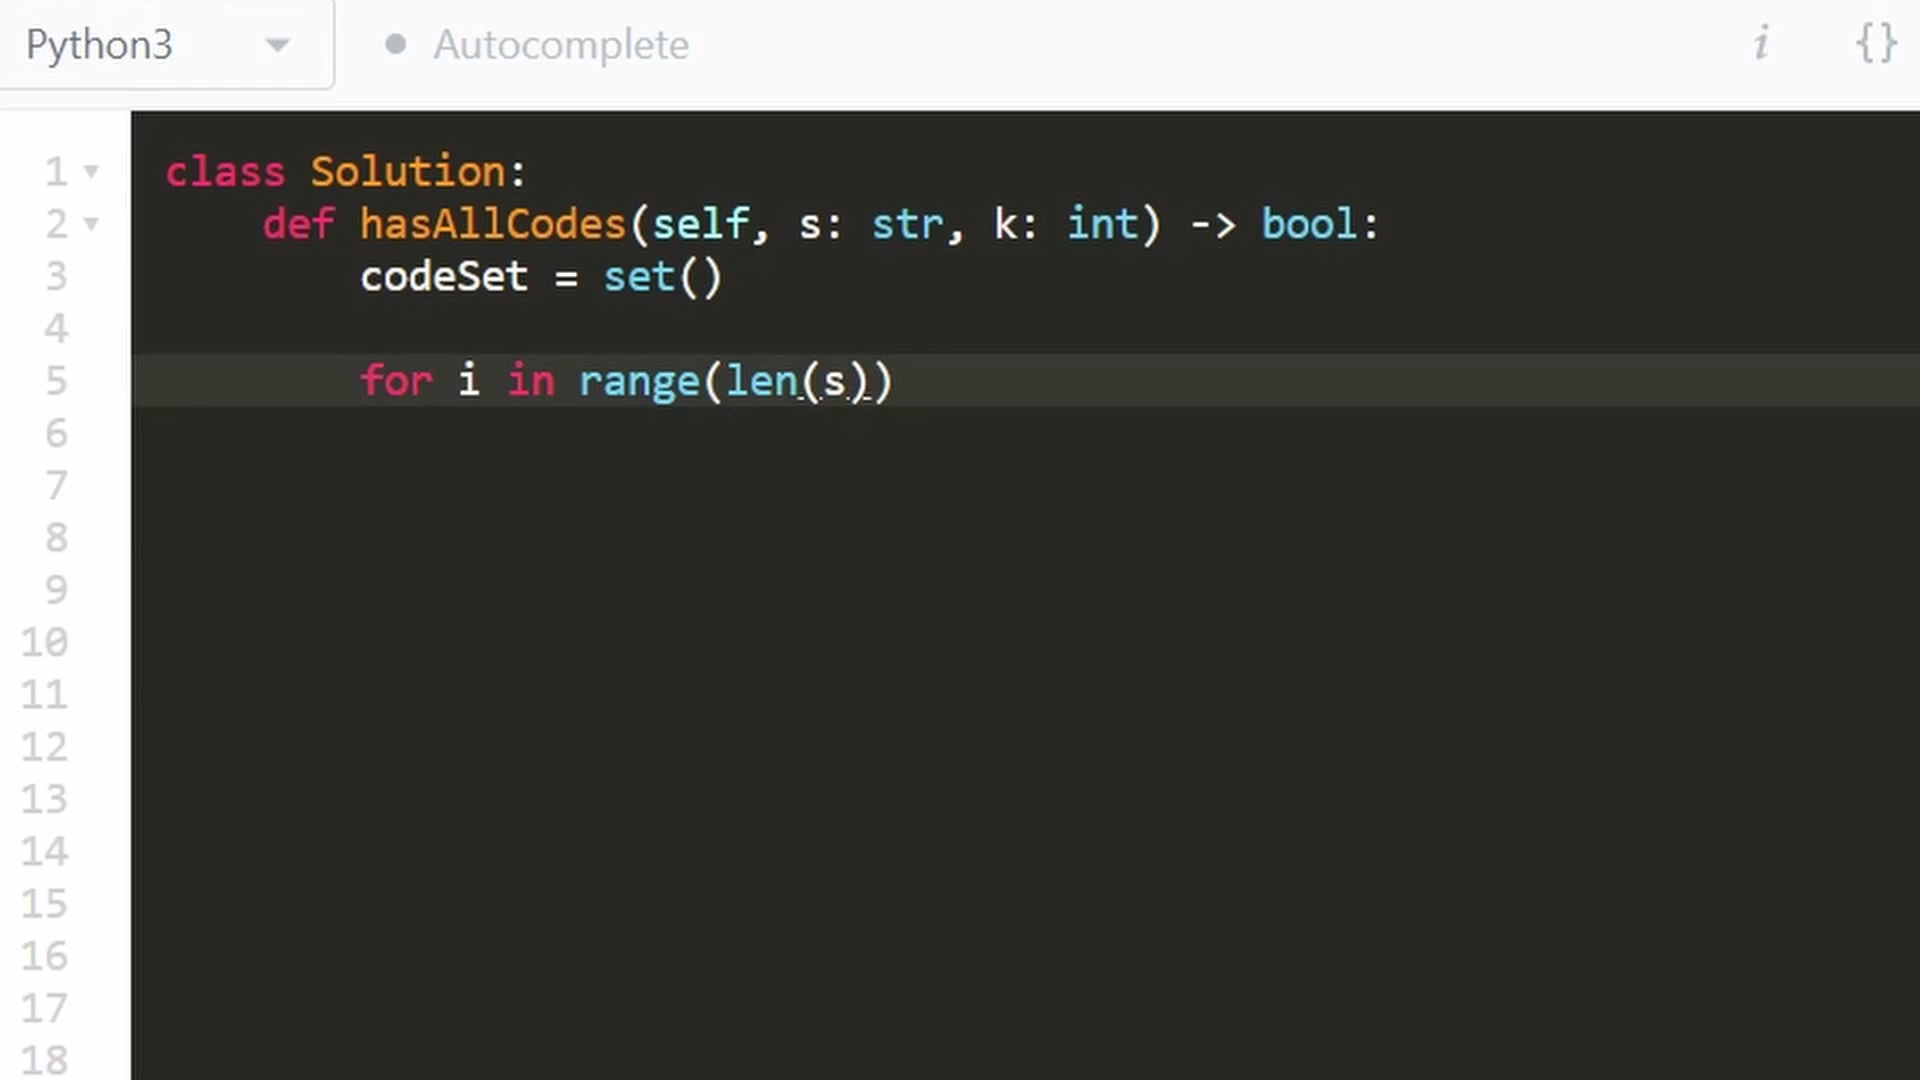 Python3 Autocomplete i {}
1 class Solution:
2 def hasAllCodes(self, s: str, k: int) -> bool:
3 codeSet = set()
4
5 for i in range(len(s))
6
7
8
9
10
11
12
13
14
15
16
17
18